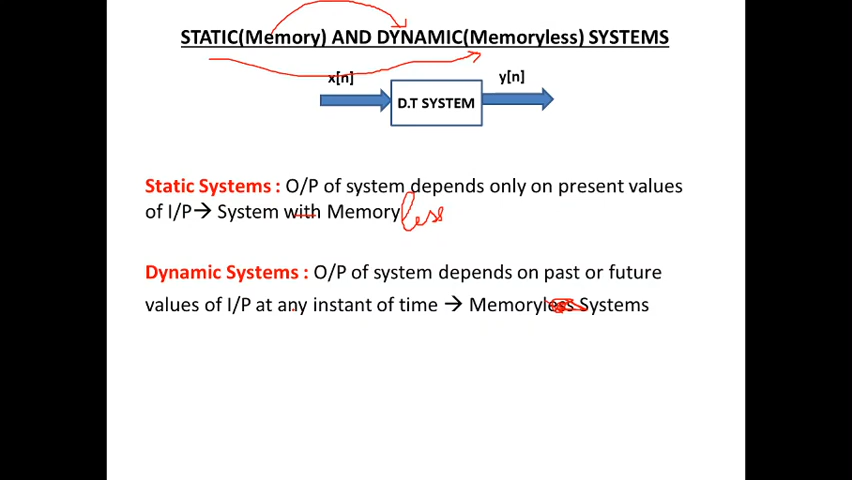 STATIC(Memory) AND DYNAMIC(Memoryless) SYSTEMS
x[n]
y[n]
D.T SYSTEM
Static Systems : O/P of system depends only on present values
of I/P→ System with Memory less
Dynamic Systems : O/P of system depends on past or future
values of I/P at any instant of time → Memoryless Systems